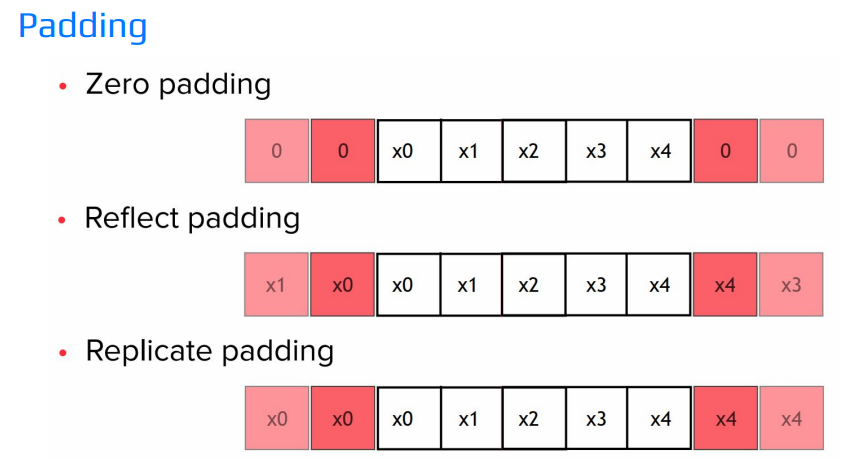 Padding
• Zero padding
0 0 x0 x1 x2 x3 x4 0 0
• Reflect padding
x1 x0 x0 x1 x2 x3 x4 x4 x3
• Replicate padding
x0 x0 x0 x1 x2 x3 x4 x4 x4